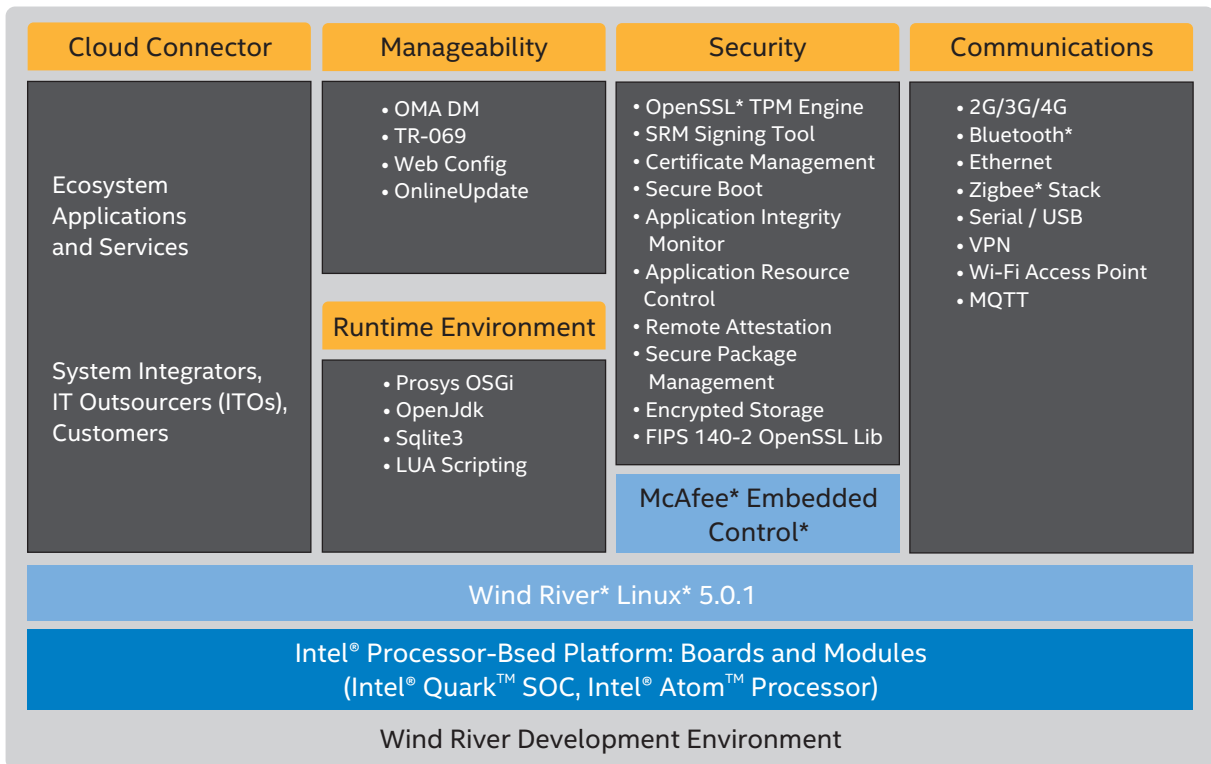 Cloud Connector
Ecosystem
Applications
and Services
System Integrators,
IT Outsourcers (ITOs),
Customers
Manageability
• OMA DM
• TR-069
• Web Config
• OnlineUpdate
Runtime Environment
• Prosys OSGi
• OpenJdk
• Sqlite3
• LUA Scripting
Security
• OpenSSL* TPM Engine
• SRM Signing Tool
• Certificate Management
• Secure Boot
• Application Integrity
Monitor
• Application Resource
Control
• Remote Attestation
• Secure Package
Management
• Encrypted Storage
• FIPS 140-2 OpenSSL Lib
McAfee* Embedded
Control*
Communications
• 2G/3G/4G
• Bluetooth*
• Ethernet
• Zigbee* Stack
• Serial / USB
• VPN
• Wi-Fi Access Point
• MQTT
Wind River* Linux* 5.0.1
Intel® Processor-Bsed Platform: Boards and Modules
(Intel® Quark™ SOC, Intel® Atom™ Processor)
Wind River Development Environment